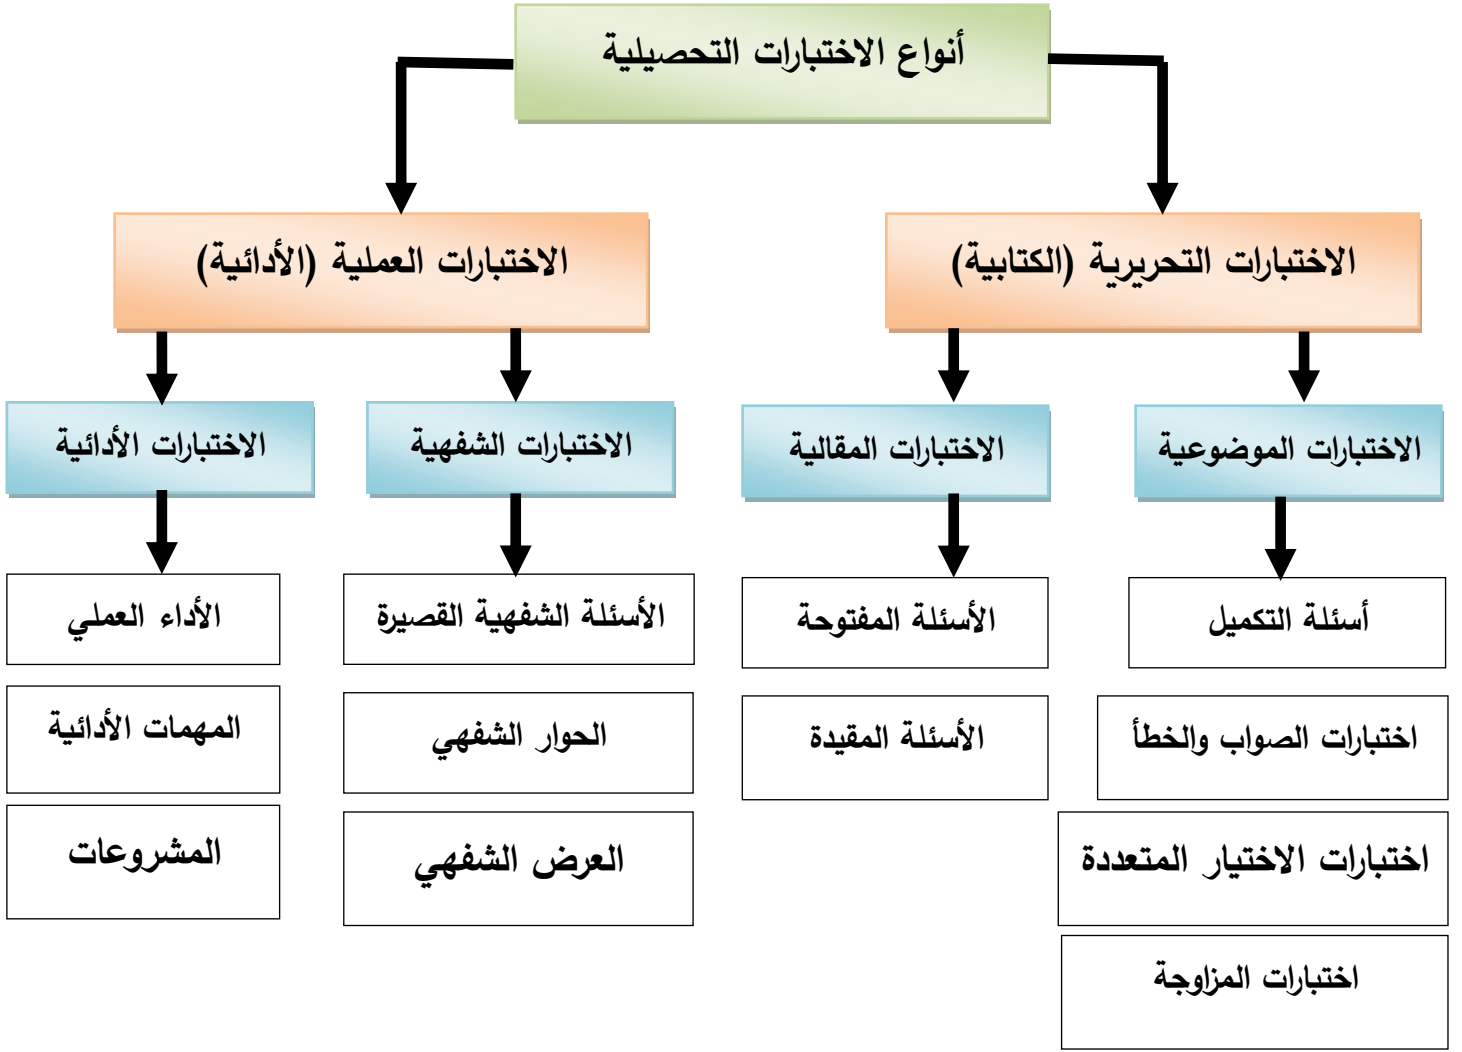 أنواع الاختبارات التحصيلية
الاختبارات التحريرية (الكتابية)
الاختبارات العملية (الأدائية)
الاختبارات الموضوعية
الاختبارات المقالية
الاختبارات الشفهية
الاختبارات الأدائية
أسئلة التكميل
الأسئلة المفتوحة
الأسئلة الشفهية القصيرة
الأداء العملي
اختبارات الصواب والخطأ
الأسئلة المقيدة
الحوار الشفهي
المهمات الأدائية
اختبارات الاختيار المتعددة
العرض الشفهي
المشروعات
اختبارات المزاوجة